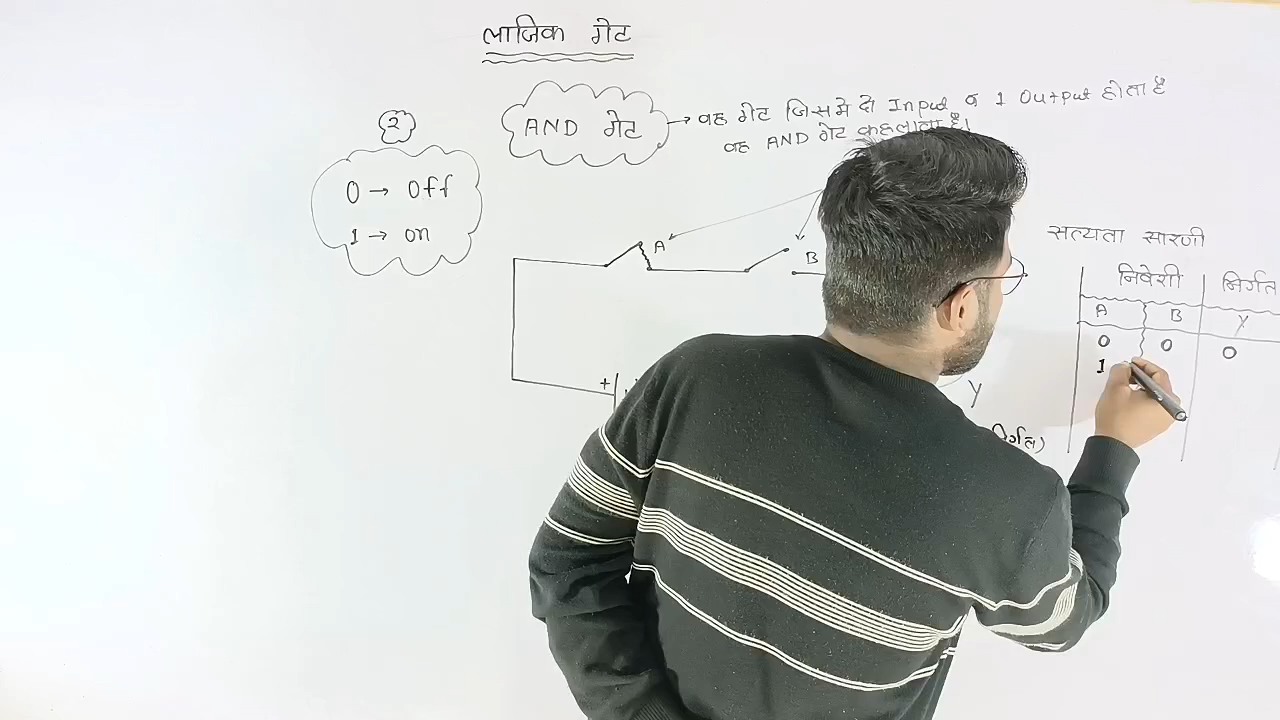 लाजिक गेट
2
AND गेट → वह गेट जिसमे दो Input व 1 Output होता है
वह AND गेट कहलाता है।
0 → Off
1 → on
A
B
सत्यता सारणी
निवेशी निर्गत
A B Y
0 0 0
1
+
Y